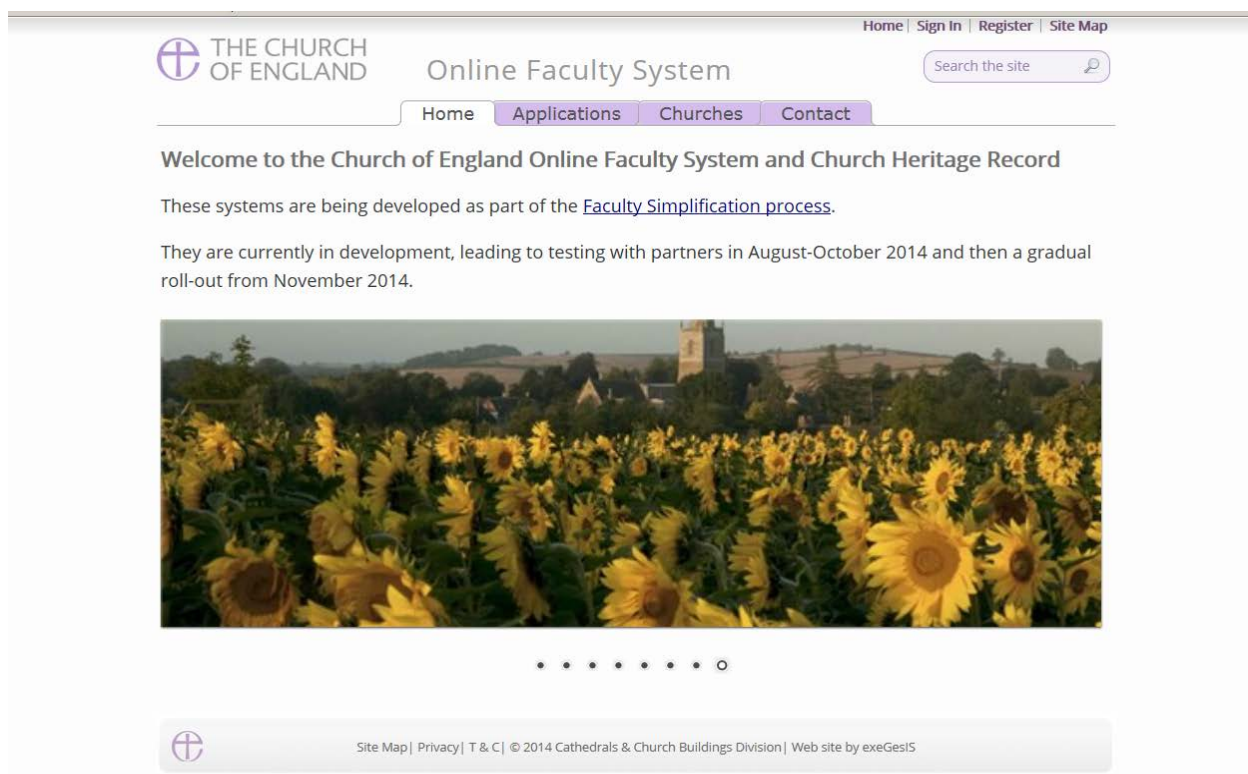 Home | Sign In | Register | Site Map
THE CHURCH
OF ENGLAND
Online Faculty System
Search the site
Home Applications Churches Contact
Welcome to the Church of England Online Faculty System and Church Heritage Record
These systems are being developed as part of the Faculty Simplification process.
They are currently in development, leading to testing with partners in August-October 2014 and then a gradual
roll-out from November 2014.
Site Map| Privacy| T & C| © 2014 Cathedrals & Church Buildings Division| Web site by exeGesIS